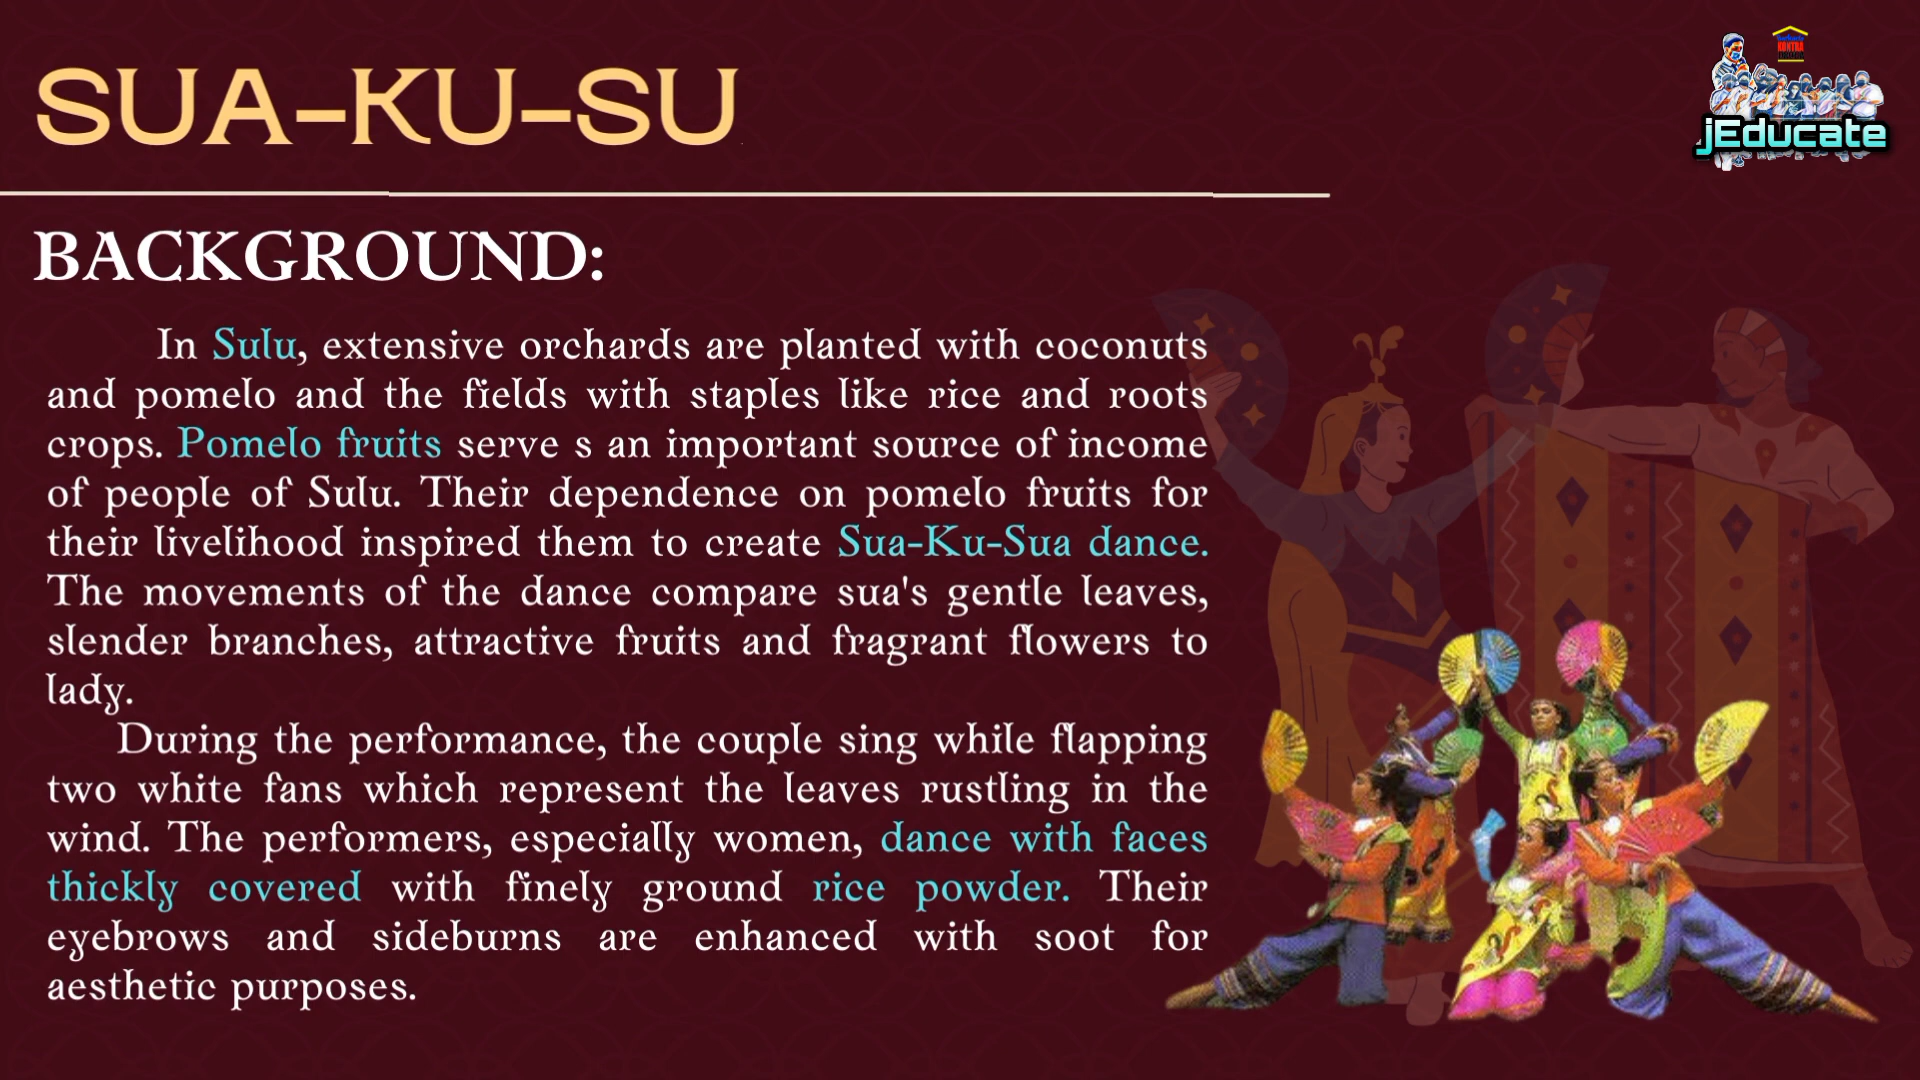 SUA-KU-SU
KONTRA
jEducate
BACKGROUND:
In Sulu, extensive orchards are planted with coconuts
and pomelo and the fields with staples like rice and roots
crops. Pomelo fruits serve s an important source of income
of people of Sulu. Their dependence on pomelo fruits for
their livelihood inspired them to create Sua-Ku-Sua dance.
The movements of the dance compare sua's gentle leaves,
slender branches, attractive fruits and fragrant flowers to
lady.
During the performance, the couple sing while flapping
two white fans which represent the leaves rustling in the
wind. The performers, especially women, dance with faces
thickly covered with finely ground rice powder. Their
eyebrows and sideburns are enhanced with soot for
aesthetic purposes.